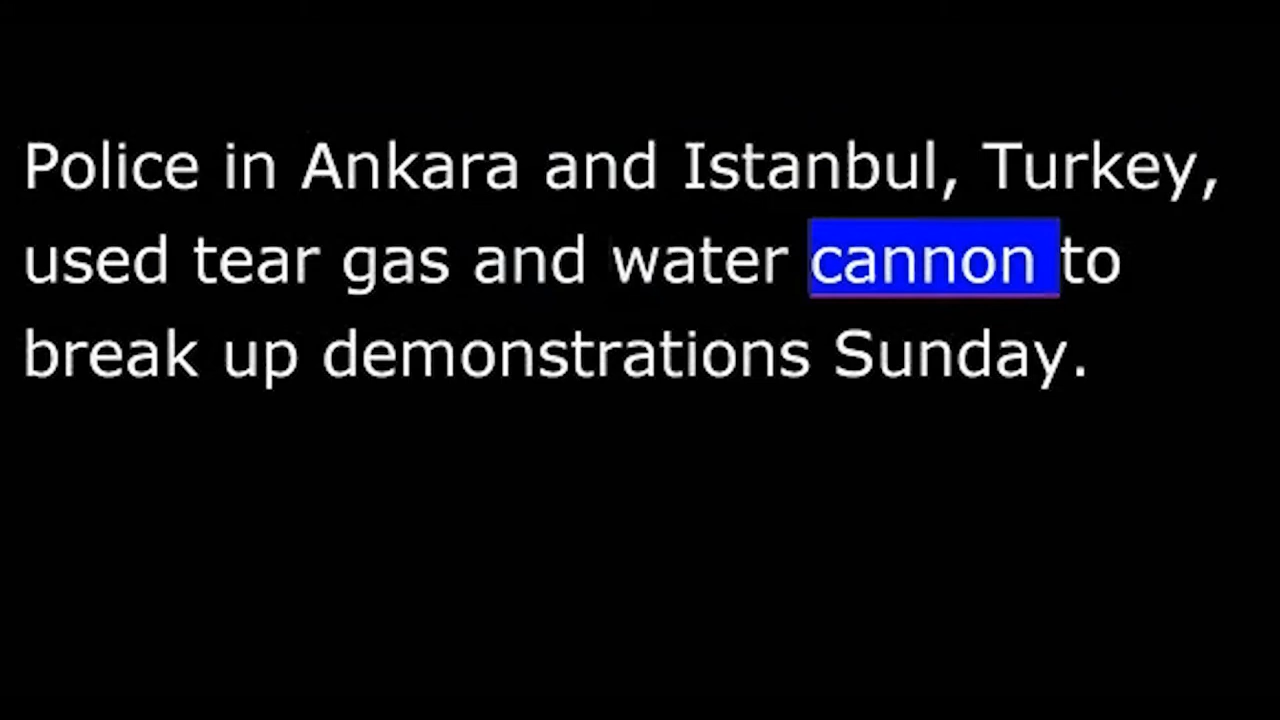 Police in Ankara and Istanbul, Turkey,
used tear gas and water cannon to
break up demonstrations Sunday.